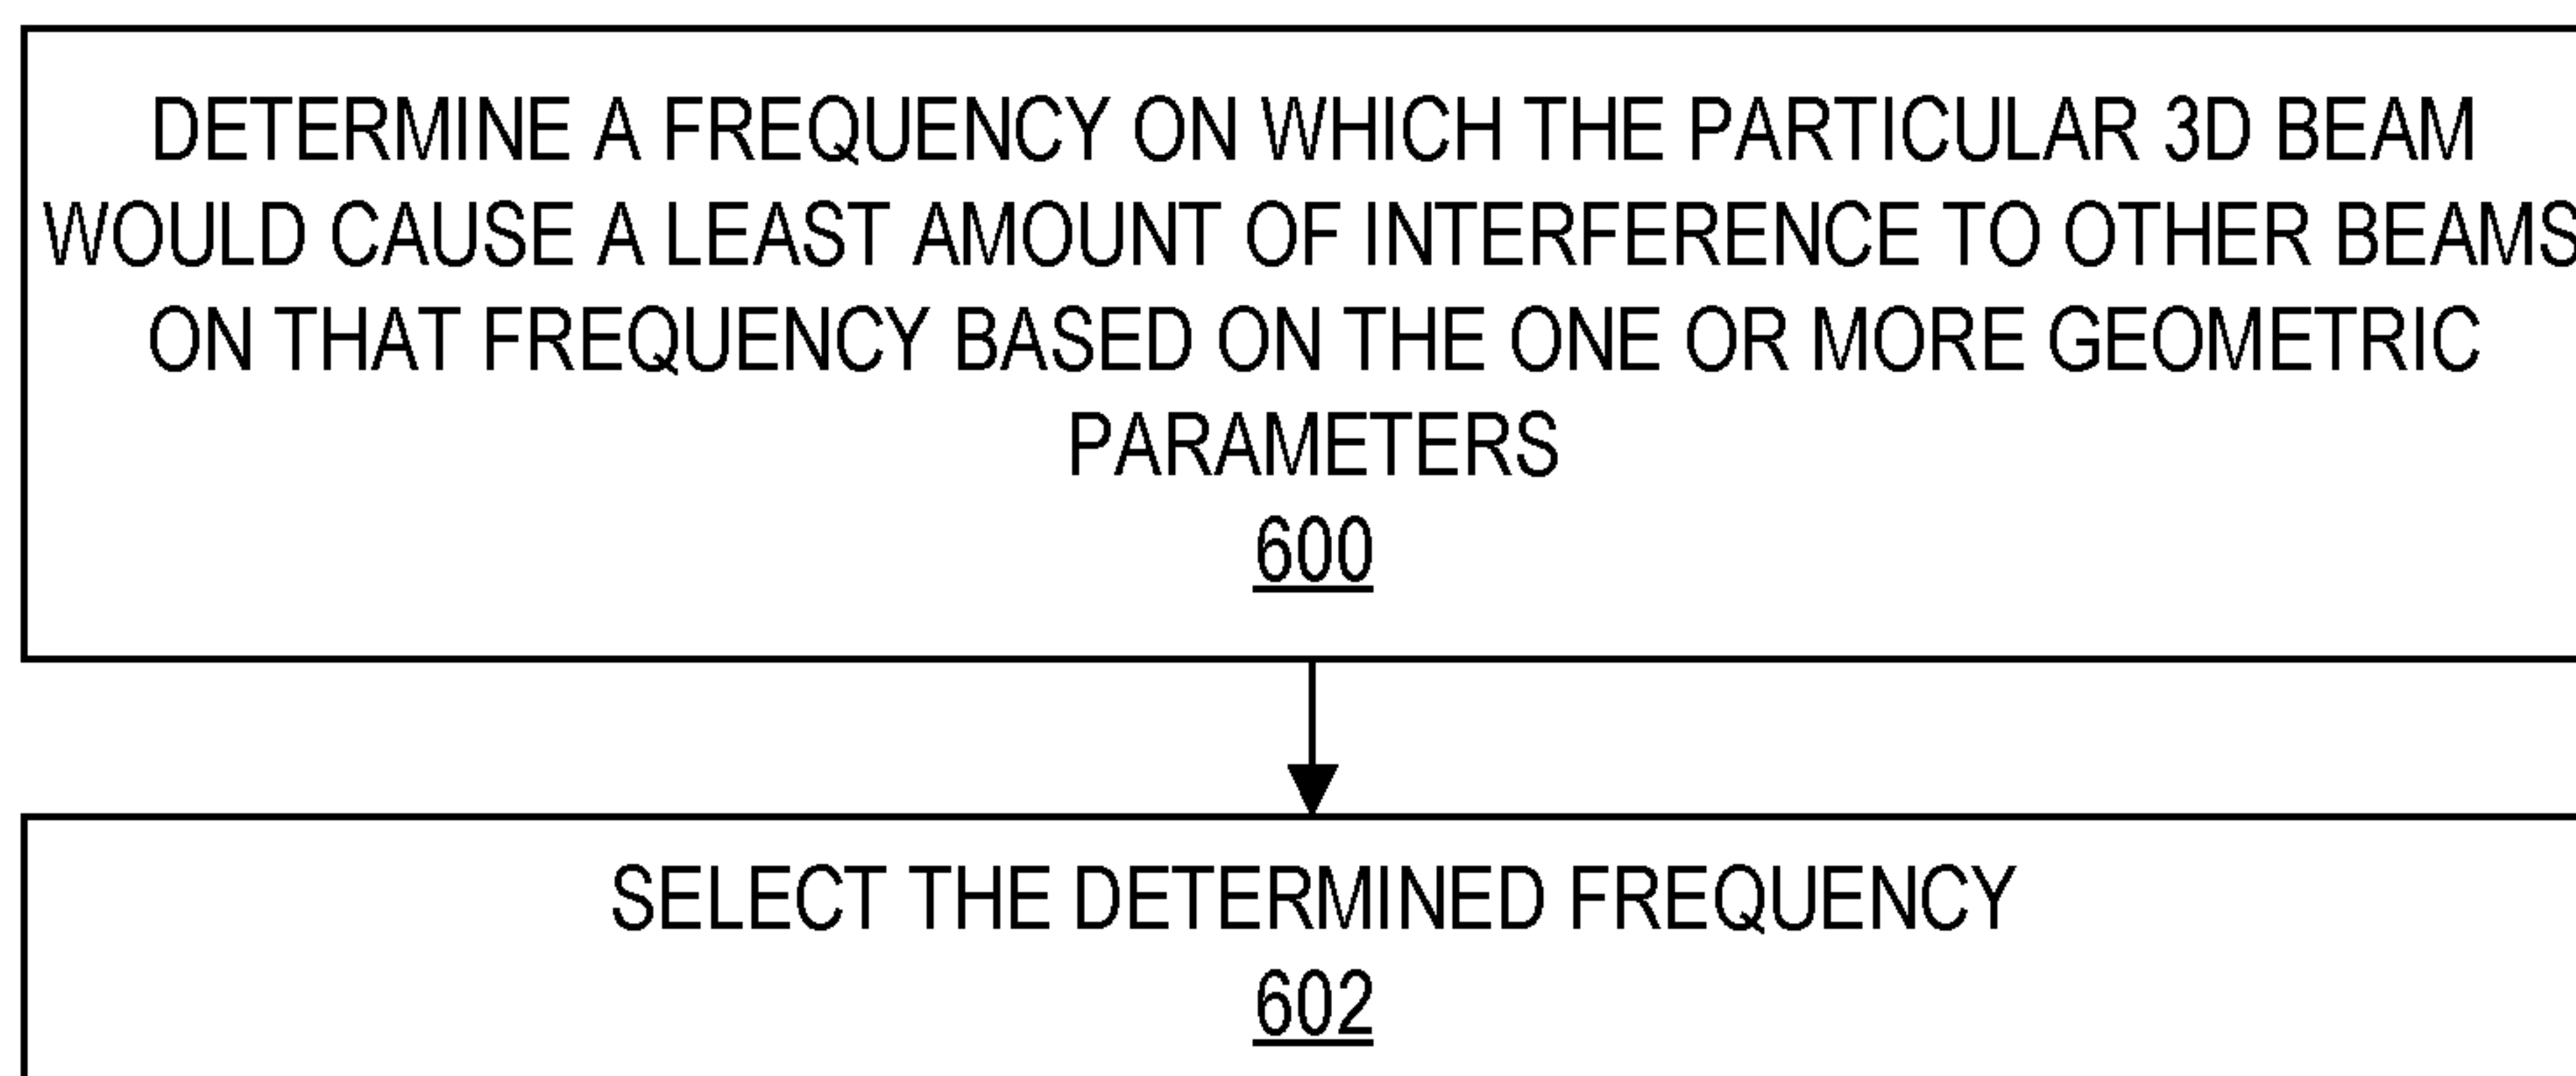 DETERMINE A FREQUENCY ON WHICH THE PARTICULAR 3D BEAM
WOULD CAUSE A LEAST AMOUNT OF INTERFERENCE TO OTHER BEAMS
ON THAT FREQUENCY BASED ON THE ONE OR MORE GEOMETRIC
PARAMETERS
600
SELECT THE DETERMINED FREQUENCY
602